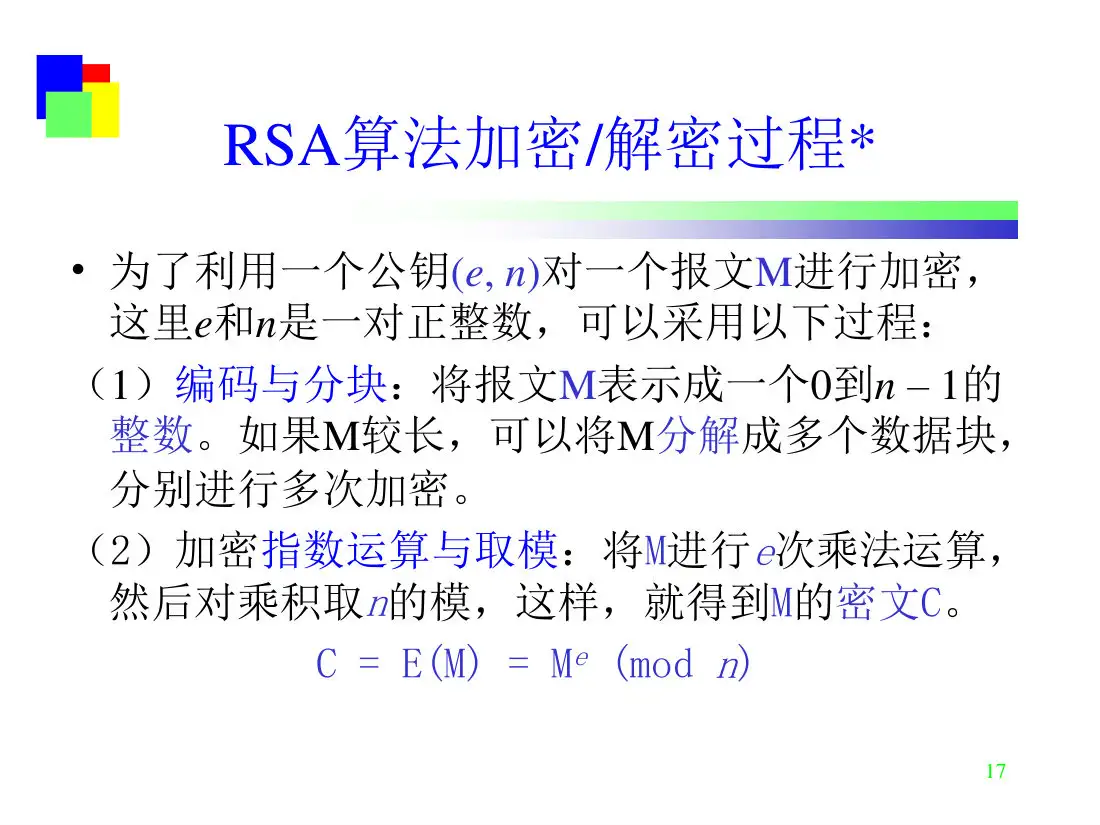 RSA算法加密/解密过程*
• 为了利用一个公钥(e, n)对一个报文M进行加密，
这里e和n是一对正整数，可以采用以下过程：
（1）编码与分块：将报文M表示成一个0到n – 1的
整数。如果M较长，可以将M分解成多个数据块，
分别进行多次加密。
（2）加密指数运算与取模：将M进行e次乘法运算，
然后对乘积取n的模，这样，就得到M的密文C。
C = E(M) = Mᵉ (mod n)
17